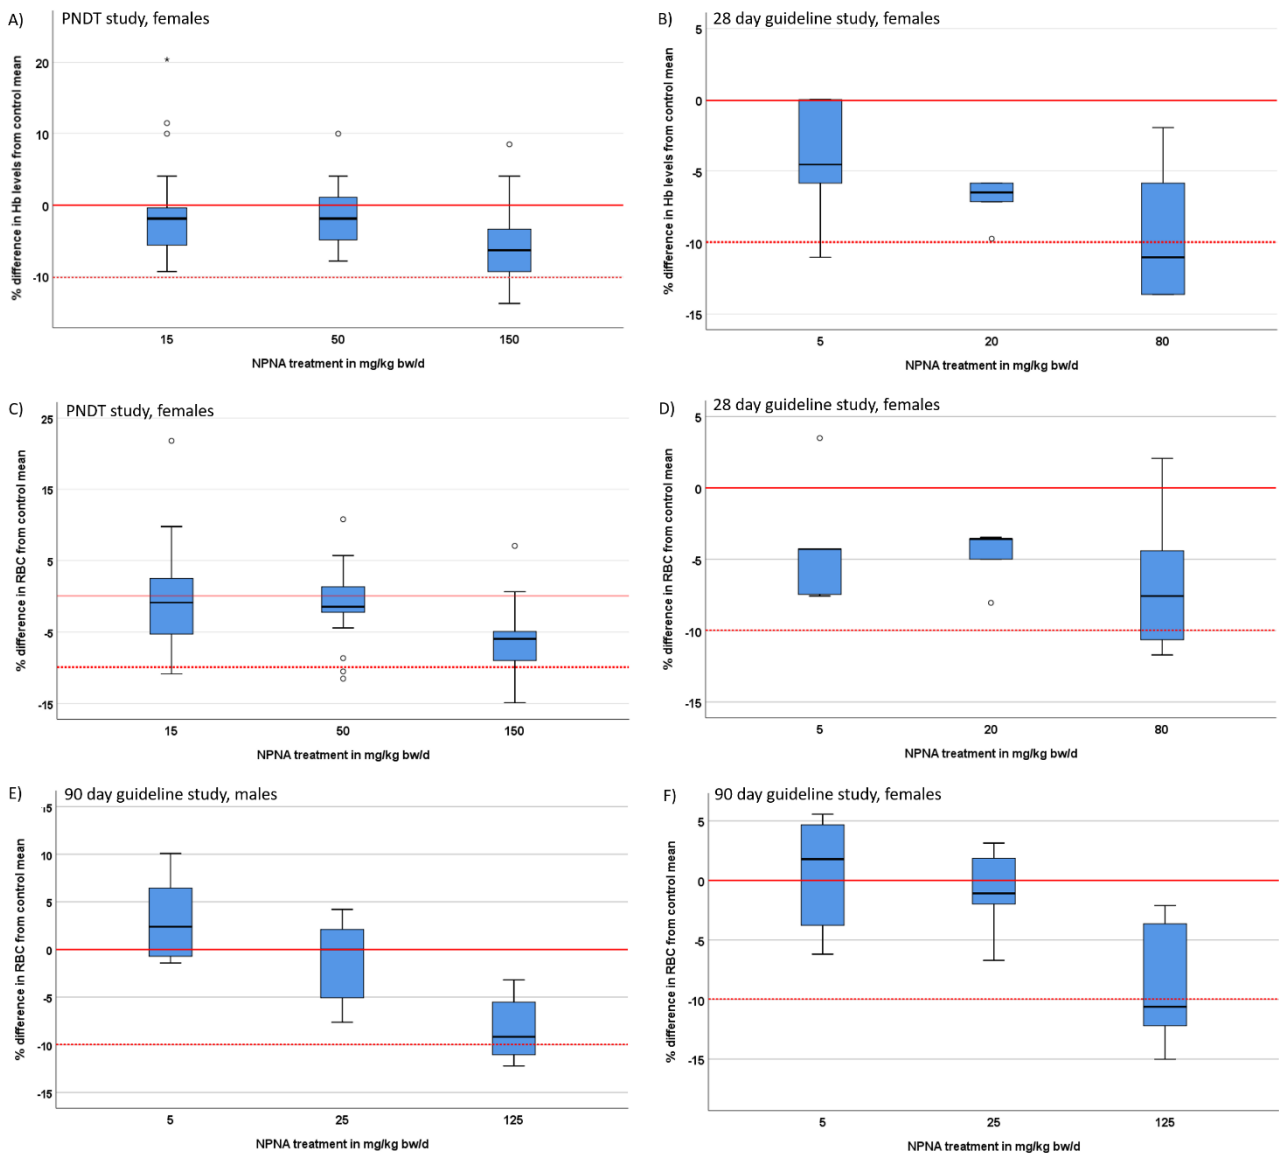 A)
PNDT study, females
% difference in Hb levels from control mean
20
10
0
-10
15
50
150
NPNA treatment in mg/kg bw/d
B)
28 day guideline study, females
% difference in Hb levels from control mean
5
0
-5
-10
-15
5
20
80
NPNA treatment in mg/kg bw/d
C)
PNDT study, females
% difference in RBC from control mean
25
15
5
-5
-15
15
50
150
NPNA treatment in mg/kg bw/d
D)
28 day guideline study, females
% difference in RBC from control mean
5
0
-5
-10
-15
5
20
80
NPNA treatment in mg/kg bw/d
E)
90 day guideline study, males
% difference in RBC from control mean
15
10
5
0
-5
-10
-15
5
25
125
NPNA treatment in mg/kg bw/d
F)
90 day guideline study, females
% difference in RBC from control mean
5
0
-5
-10
-15
5
25
125
NPNA treatment in mg/kg bw/d